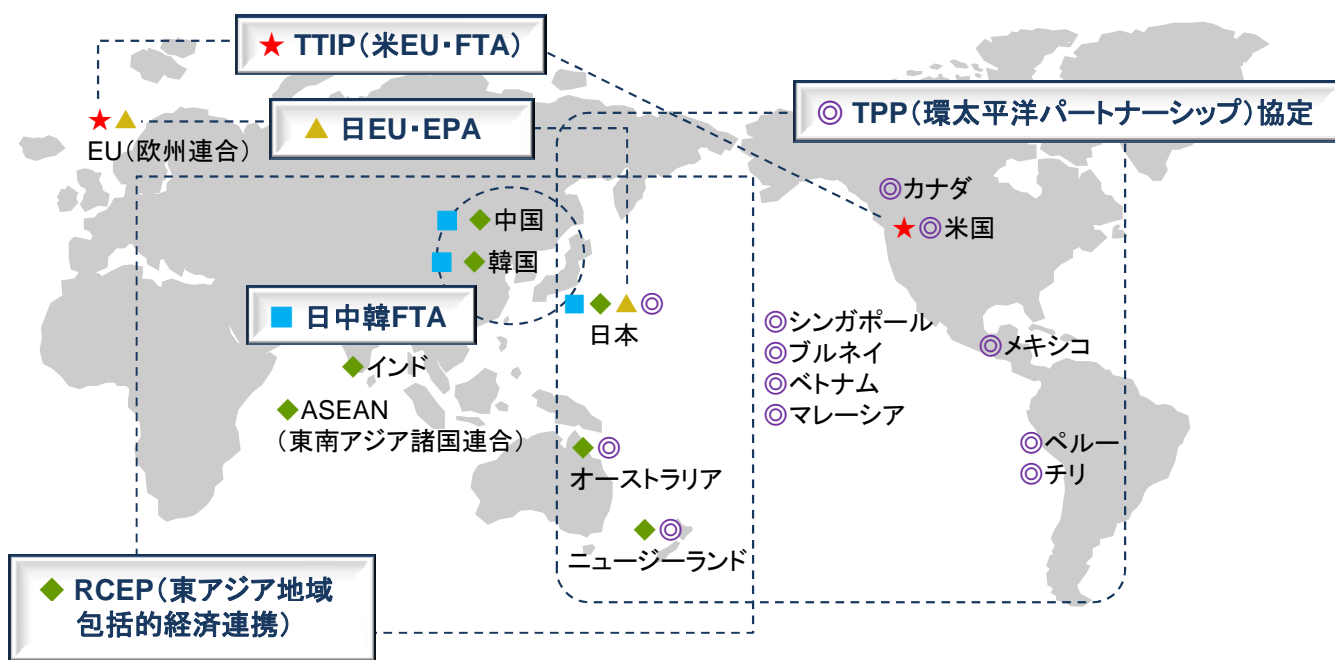 ★ TTIP(米EU・FTA)
▲ 日EU・EPA
◎ TPP(環太平洋パートナーシップ)協定
★▲
EU(欧州連合)
■ ◆中国
■ ◆韓国
■ 日中韓FTA
■◆▲◎
日本
◆インド
◆ASEAN
(東南アジア諸国連合)
◎カナダ
★◎米国
◎シンガポール
◎ブルネイ
◎ベトナム
◎マレーシア
◎メキシコ
◎ペルー
◎チリ
◆◎
オーストラリア
◆◎
ニュージーランド
◆ RCEP(東アジア地域
包括的経済連携)